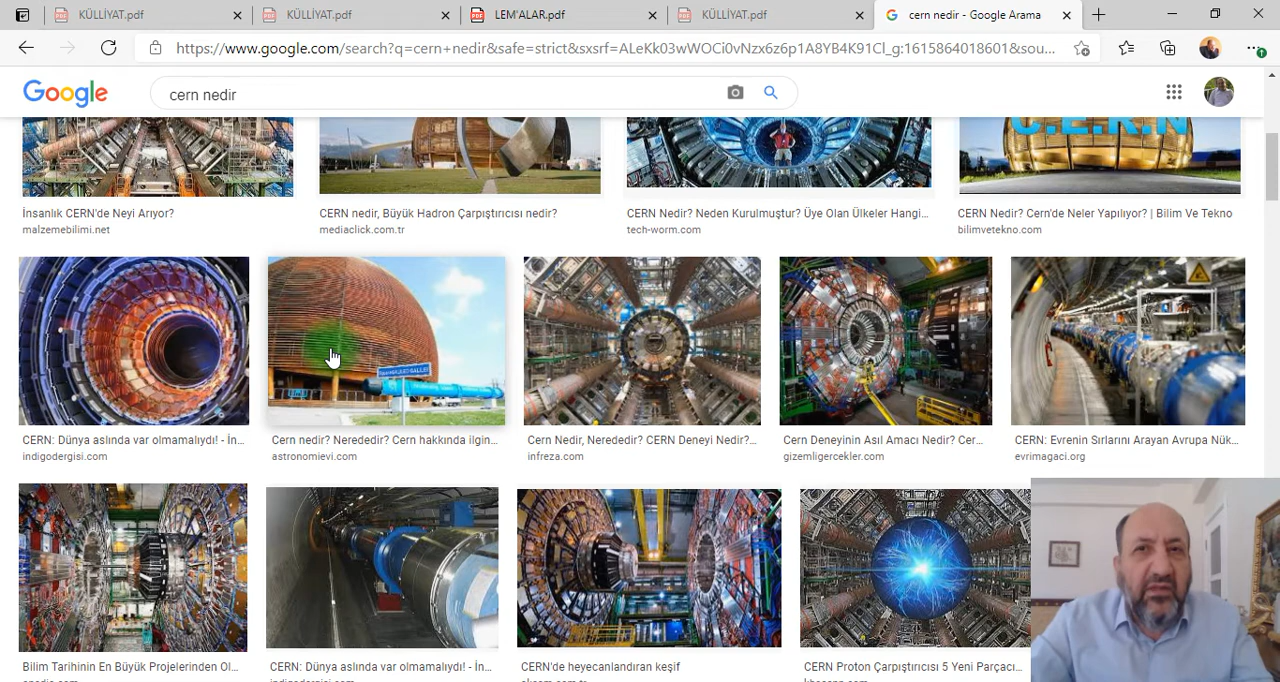 KÜLLİYAT.pdf
KÜLLİYAT.pdf
LEM'ALAR.pdf
KÜLLİYAT.pdf
cern nedir - Google Arama
https://www.google.com/search?q=cern+nedir&safe=strict&sxsrf=ALeKk03wWOCi0vNzx6z6p1A8YB4K91Cl_g:1615864018601&sou...
Google
cern nedir
C.E.R.N
İnsanlık CERN'de Neyi Arıyor?
malzemebilimi.net
CERN nedir, Büyük Hadron Çarpıştırıcısı nedir?
mediaclick.com.tr
CERN Nedir? Neden Kurulmuştur? Üye Olan Ülkeler Hangi...
tech-worm.com
CERN Nedir? Cern'de Neler Yapılıyor? | Bilim Ve Tekno
bilimvetekno.com
CERN: Dünya aslında var olmamalıydı! - İn...
indigodergisi.com
Cern nedir? Nerededir? Cern hakkında ilgin...
astronomievi.com
Cern Nedir, Nerededir? CERN Deneyi Nedir?...
infreza.com
Cern Deneyinin Asıl Amacı Nedir? Cer...
gizemligercekler.com
CERN: Evrenin Sırlarını Arayan Avrupa Nük...
evrimagaci.org
Bilim Tarihinin En Büyük Projelerinden Ol...
CERN: Dünya aslında var olmamalıydı! - İn...
indigodergisi.com
CERN'de heyecanlandıran keşif
CERN Proton Çarpıştırıcısı 5 Yeni Parçacı...